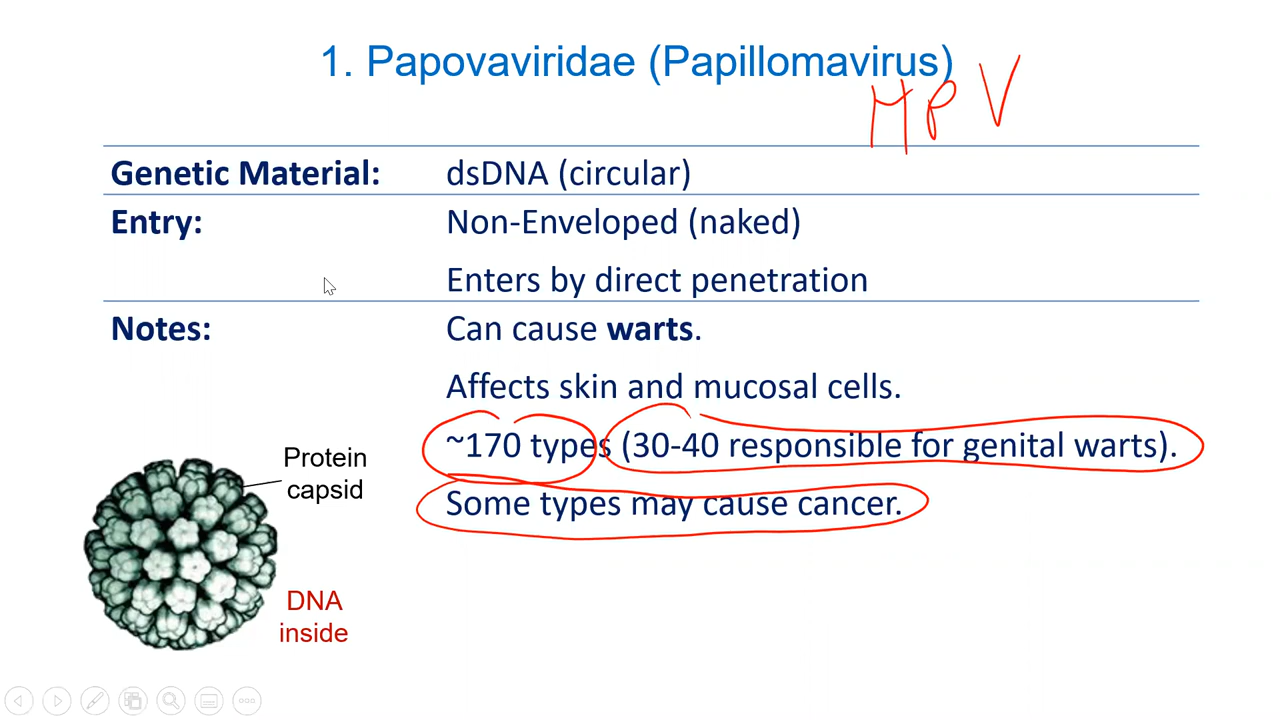 1. Papovaviridae (Papillomavirus)
HPV
Genetic Material: dsDNA (circular)
Entry: Non-Enveloped (naked)
Enters by direct penetration
Notes: Can cause warts.
Affects skin and mucosal cells.
~170 types (30-40 responsible for genital warts).
Some types may cause cancer.
Protein
capsid
DNA
inside